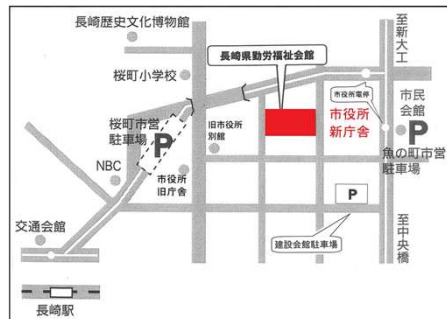 長崎歴史文化博物館
至新大工
長崎県勤労福祉会館
桜町小学校
市役所電停
市民
会館
桜町市営
駐車場
P
旧市役所
別館
市役所
新庁舎
P
魚の町市営
駐車場
NBC
市役所
旧庁舎
P
交通会館
建設会館駐車場
至中央橋
長崎駅